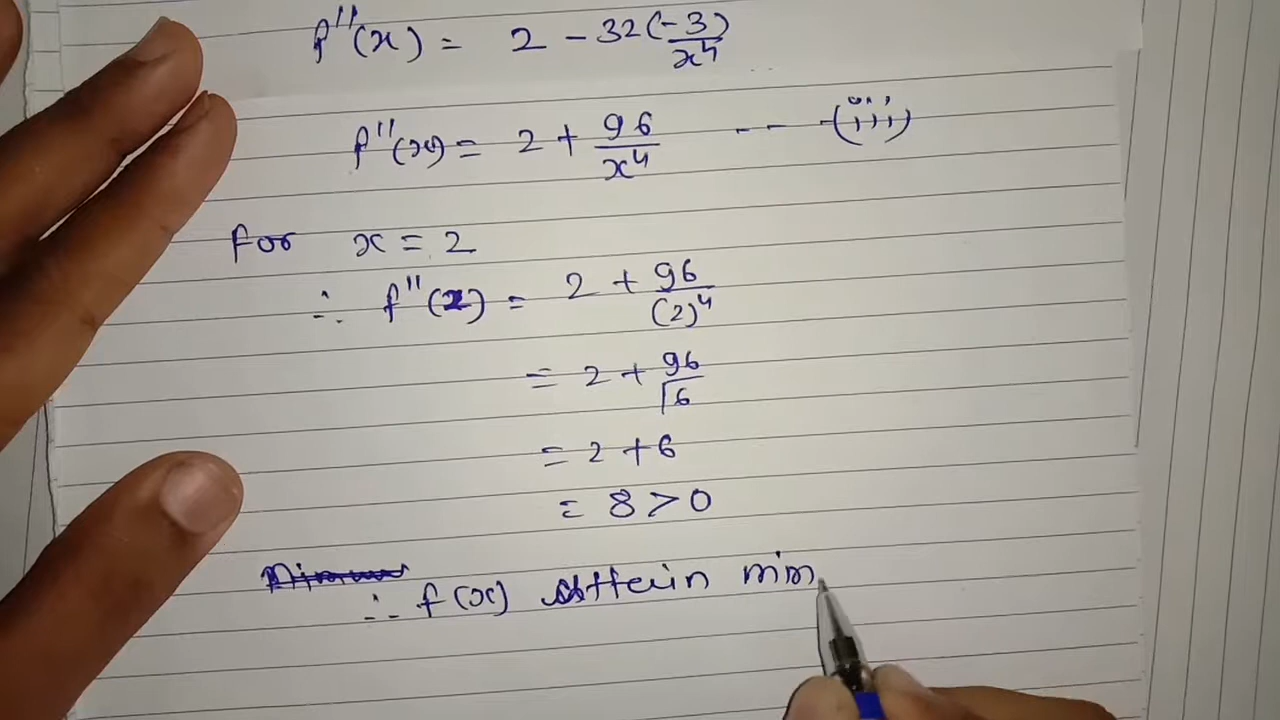 f''(x) = 2 - 32 (-3)/x⁴
f''(x) = 2 + 96/x⁴ -- -(iii)
for x = 2
∴ f''(2) = 2 + 96/(2)⁴
= 2 + 96/16
= 2 + 6
= 8 > 0
∴ f(x) attein min